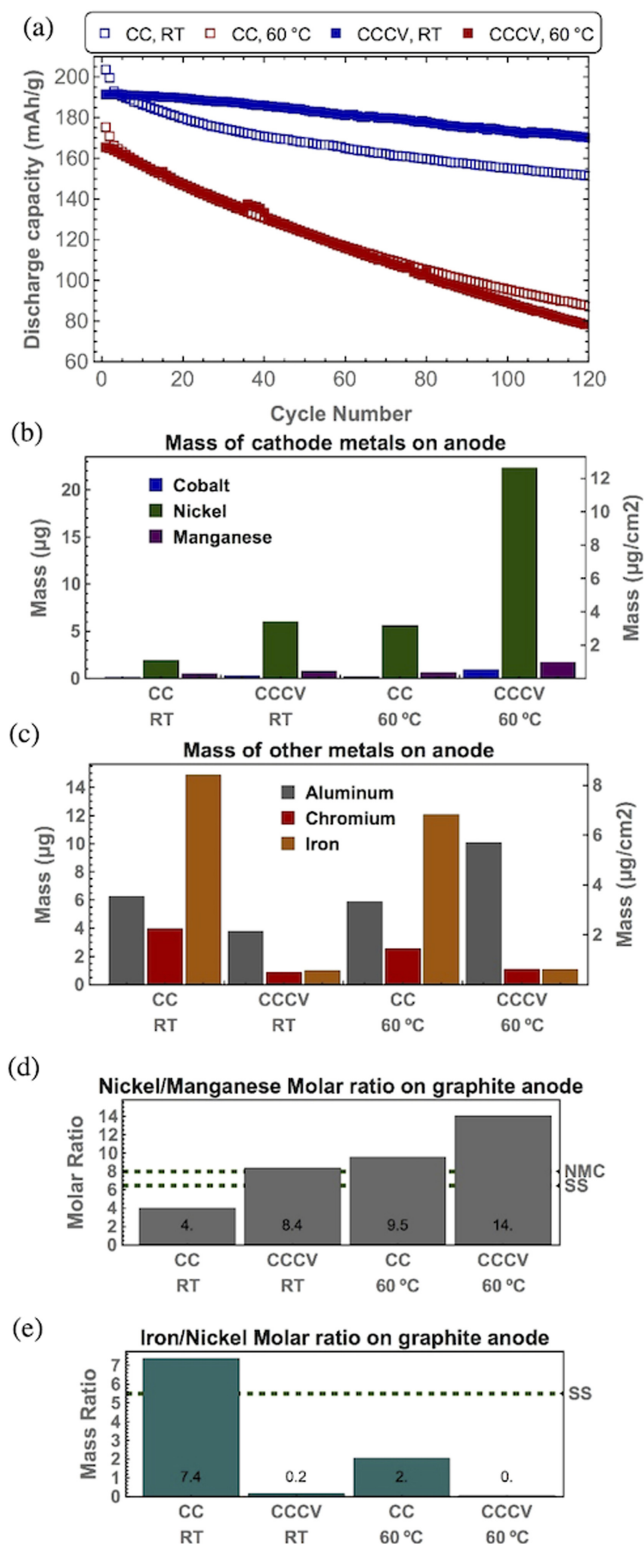 (a)
CC, RT CC, 60 °C CCCV, RT CCCV, 60 °C
200
180
160
140
120
100
80
60
Discharge capacity (mAh/g)
0 20 40 60 80 100 120
Cycle Number
(b)
Mass of cathode metals on anode
20
15
10
5
0
Mass (µg)
Cobalt
Nickel
Manganese
12
10
8
6
4
2
Mass (µg/cm2)
CC CCCV CC CCCV
RT RT 60 ºC 60 ºC
(c)
Mass of other metals on anode
14
12
10
8
6
4
2
0
Mass (µg)
Aluminum
Chromium
Iron
8
6
4
2
Mass (µg/cm2)
CC CCCV CC CCCV
RT RT 60 ºC 60 ºC
(d)
Nickel/Manganese Molar ratio on graphite anode
14
12
10
8
6
4
2
0
Molar Ratio
NMC
SS
4. 8.4 9.5 14.
CC CCCV CC CCCV
RT RT 60 ºC 60 ºC
(e)
Iron/Nickel Molar ratio on graphite anode
7
6
5
4
3
2
1
0
Mass Ratio
SS
7.4 0.2 2. 0.
CC CCCV CC CCCV
RT RT 60 ºC 60 ºC